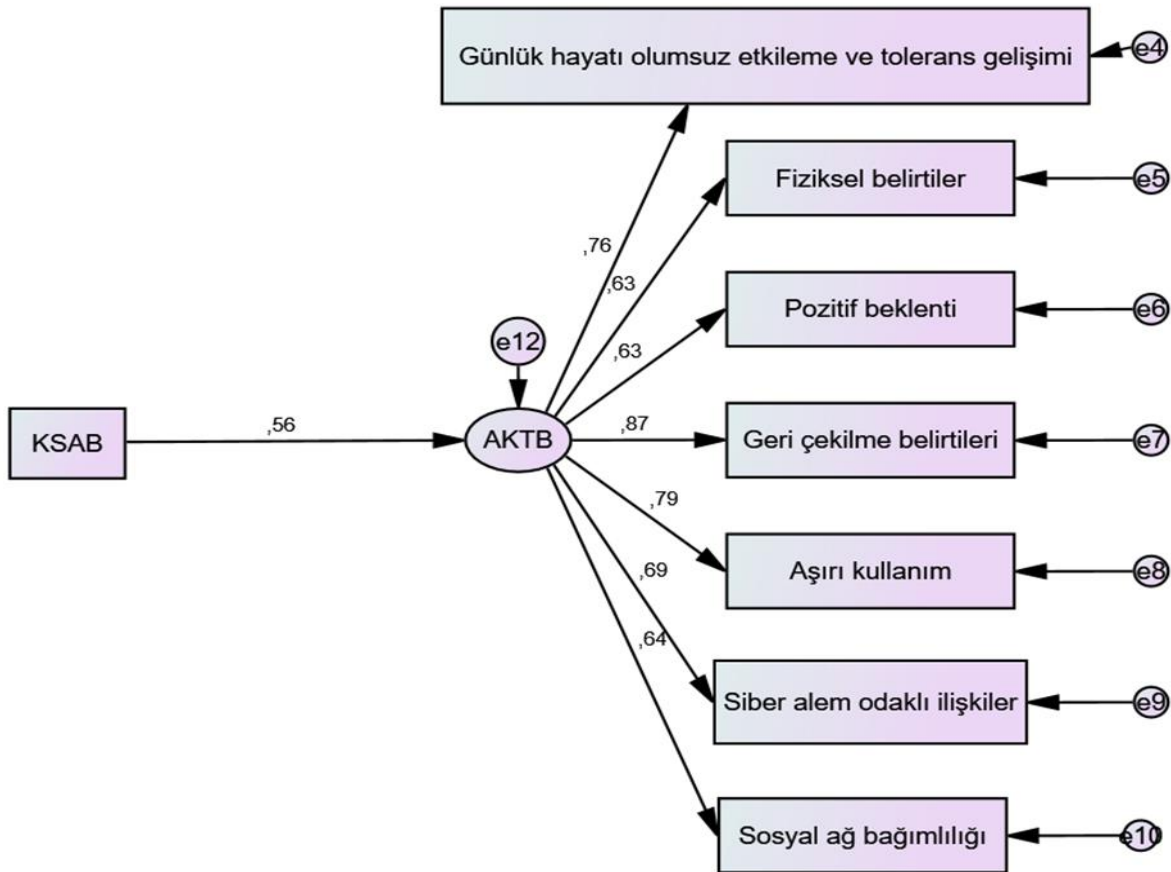 Günlük hayatı olumsuz etkileme ve tolerans gelişimi
e4
Fiziksel belirtiler
e5
,76
,63
Pozitif beklenti
e6
e12
,63
KSAB
,56
AKTB
,87
Geri çekilme belirtileri
e7
,79
Aşırı kullanım
e8
,69
,64
Siber alem odaklı ilişkiler
e9
Sosyal ağ bağımlılığı
e10